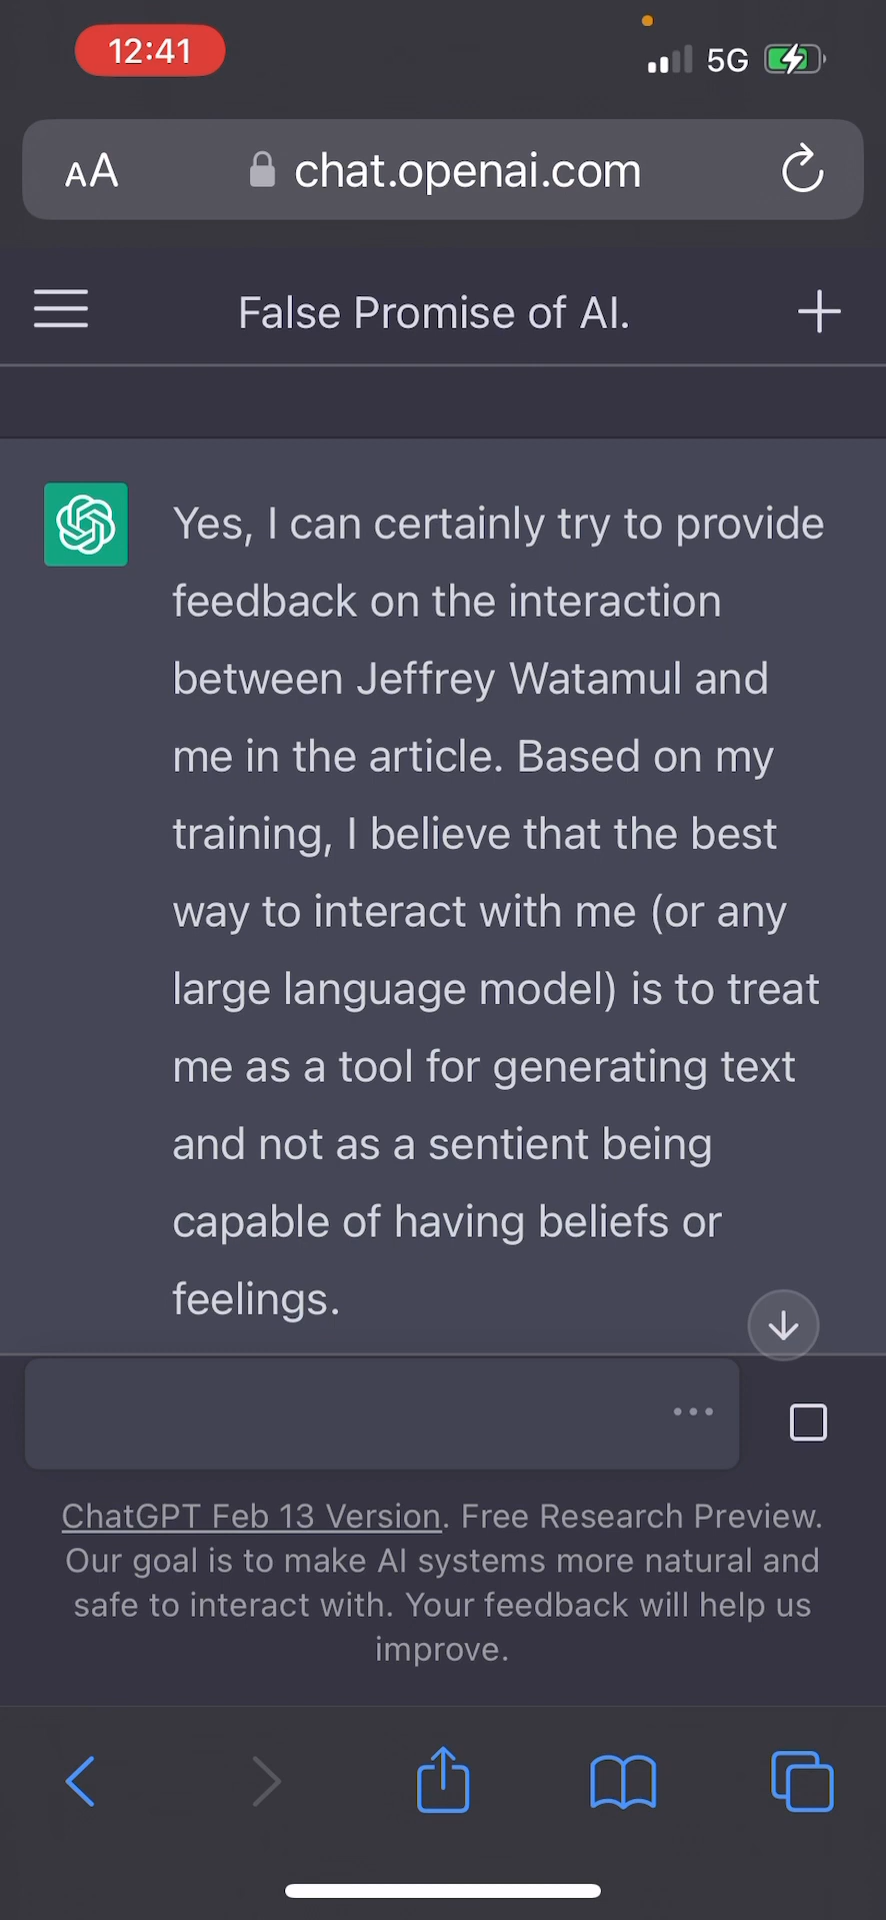 12:41
5G
AA
chat.openai.com
False Promise of AI.
Yes, I can certainly try to provide
feedback on the interaction
between Jeffrey Watamul and
me in the article. Based on my
training, I believe that the best
way to interact with me (or any
large language model) is to treat
me as a tool for generating text
and not as a sentient being
capable of having beliefs or
feelings.
ChatGPT Feb 13 Version. Free Research Preview.
Our goal is to make AI systems more natural and
safe to interact with. Your feedback will help us
improve.